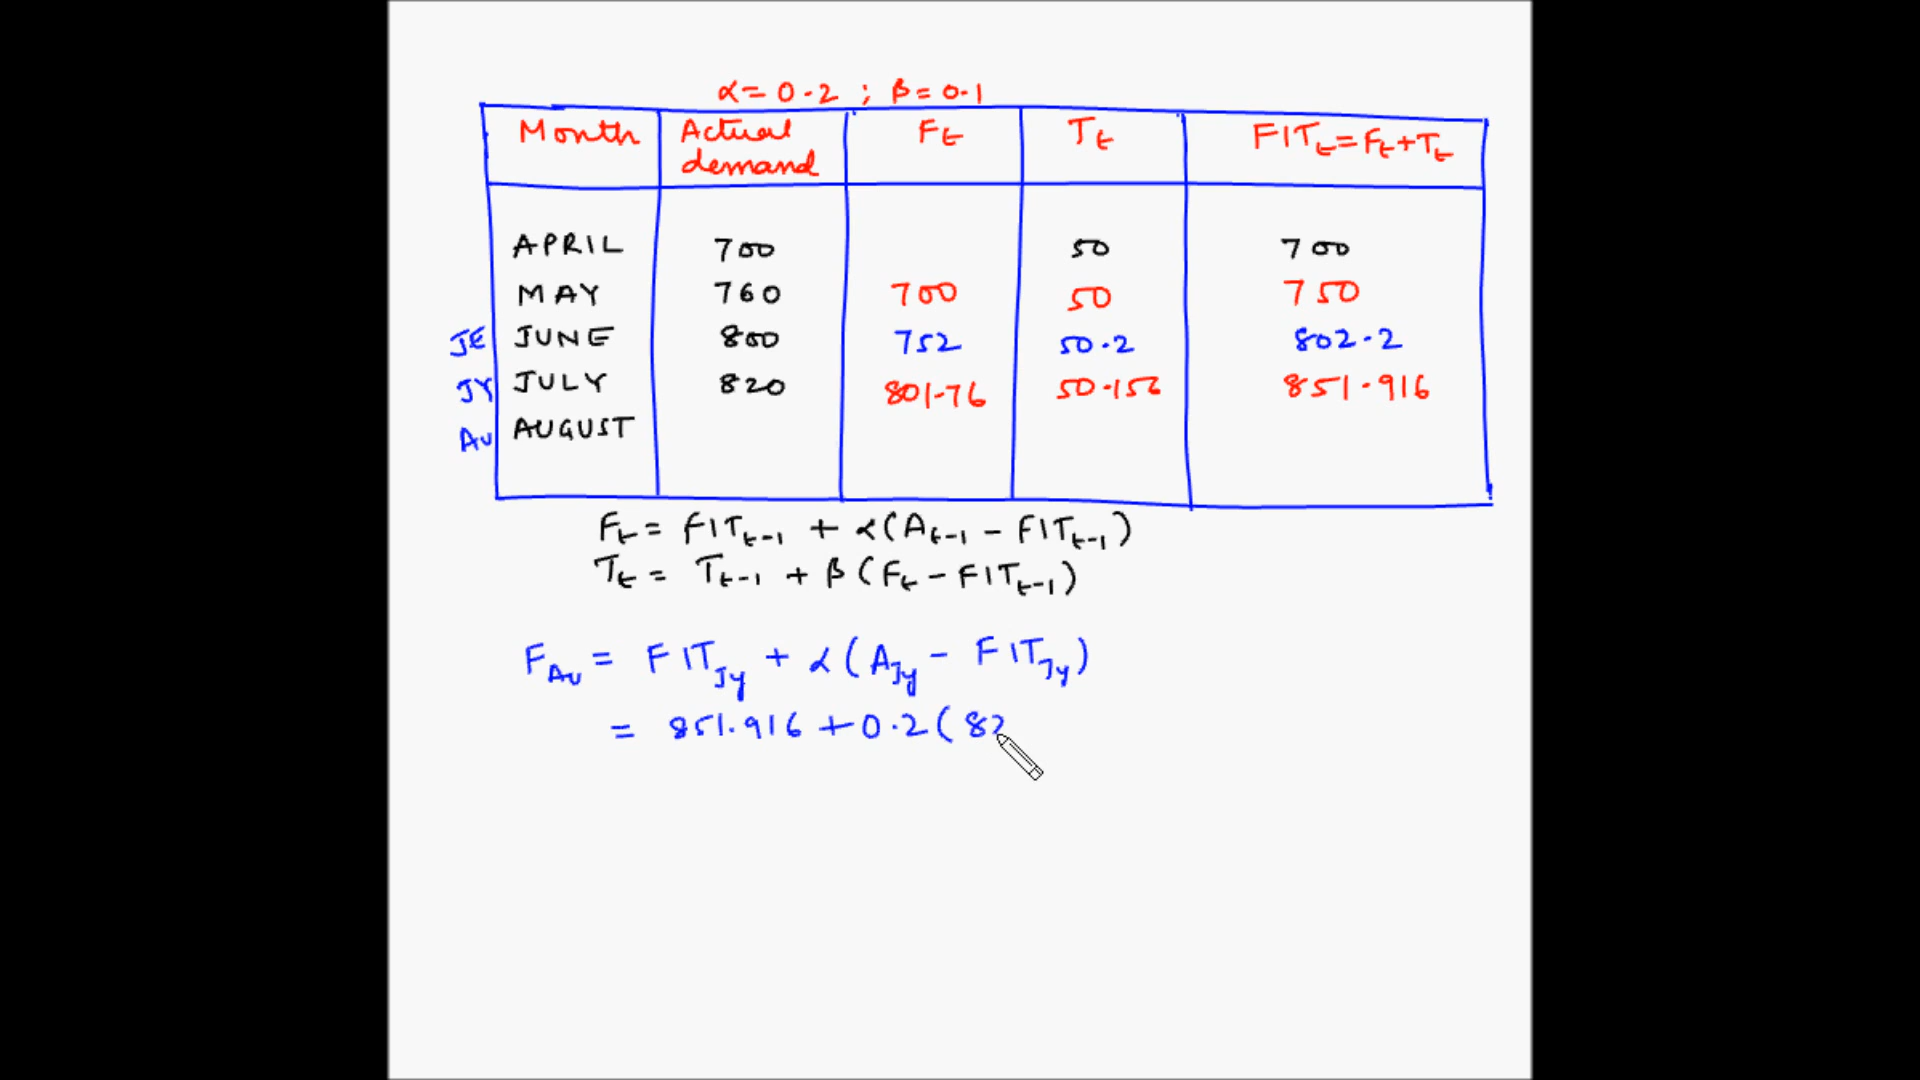 α = 0.2 ; β = 0.1
Month Actual demand Ft Tt FITt = Ft + Tt
APRIL 700 50 700
MAY 760 700 50 750
JE JUNE 800 752 50.2 802.2
JY JULY 820 801.76 50.156 851.916
Au AUGUST
Ft = FITt-1 + α(At-1 - FITt-1)
Tt = Tt-1 + β(Ft - FITt-1)
FAu = FITJy + α(AJy - FITJy)
= 851.916 + 0.2(82